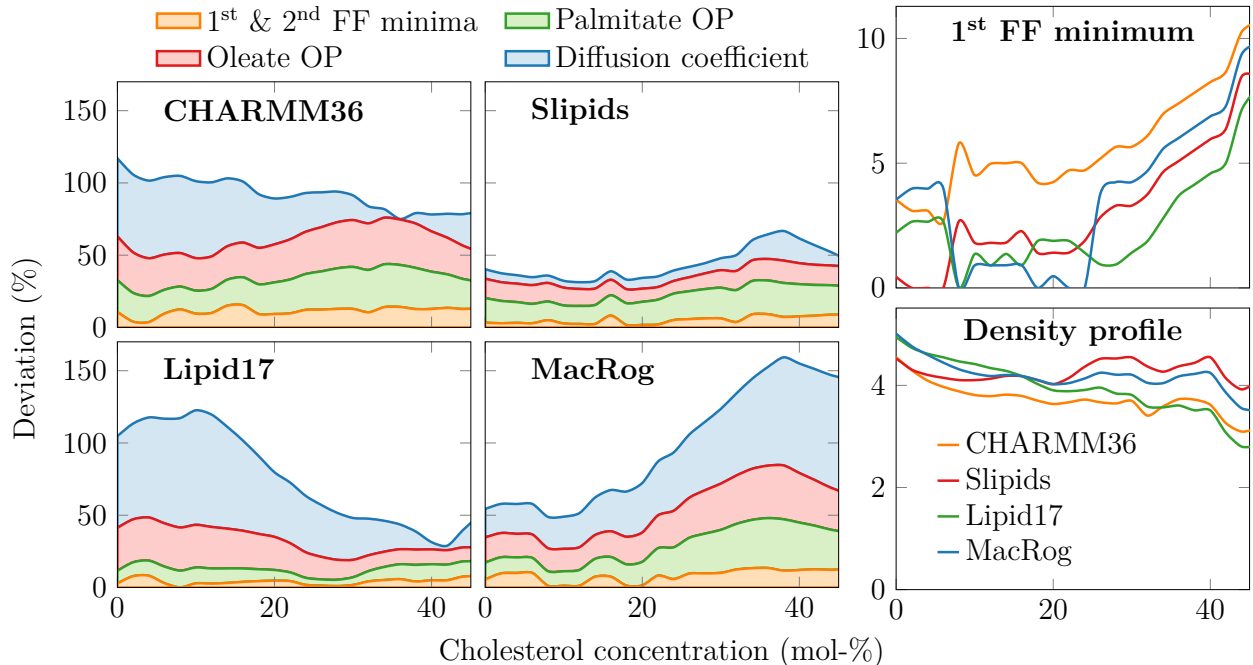 1st & 2nd FF minima
Palmitate OP
Oleate OP
Diffusion coefficient
CHARMM36
Slipids
1st FF minimum
150
100
50
0
10
5
0
Lipid17
MacRog
Density profile
150
100
50
0
4
2
0
CHARMM36
Slipids
Lipid17
MacRog
0
20
40
0
20
40
0
20
40
Deviation (%)
Cholesterol concentration (mol-%)